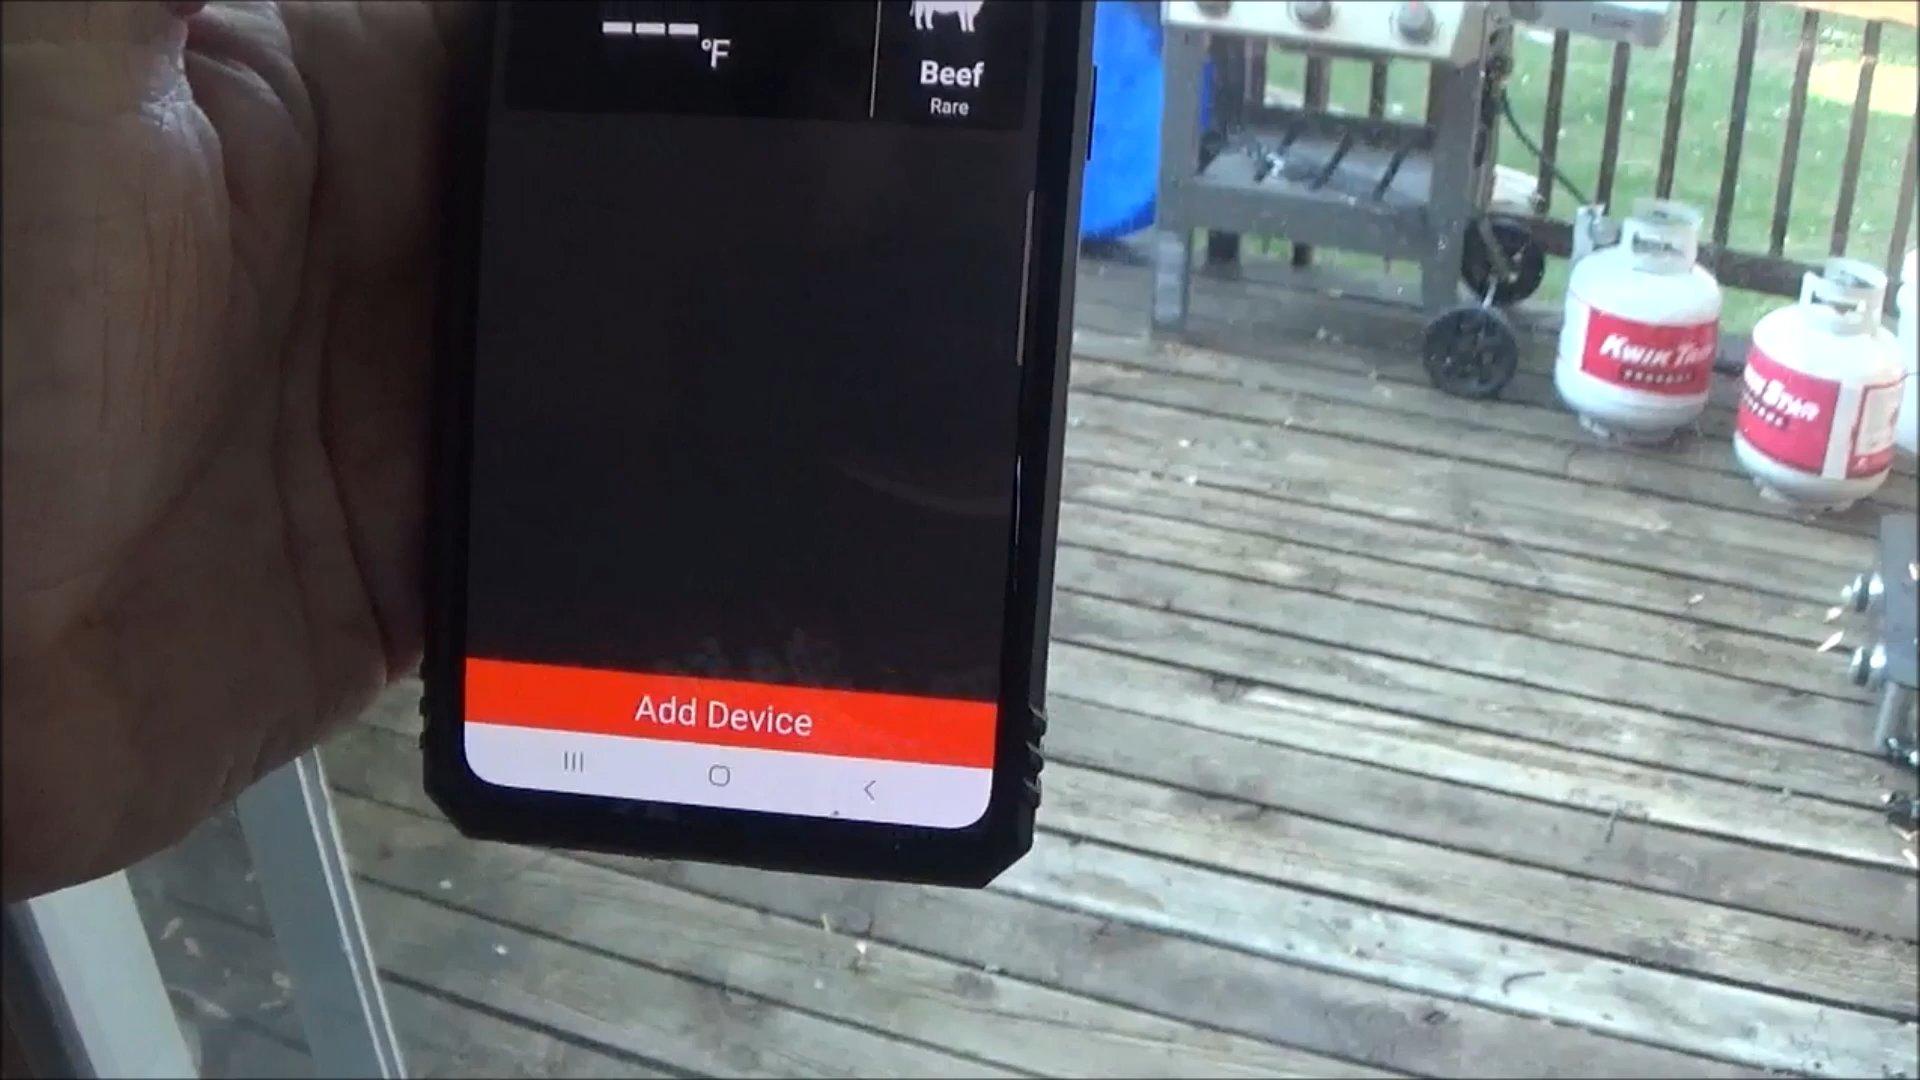 ---°F
Beef
Rare
Add Device
KWIK
STAR